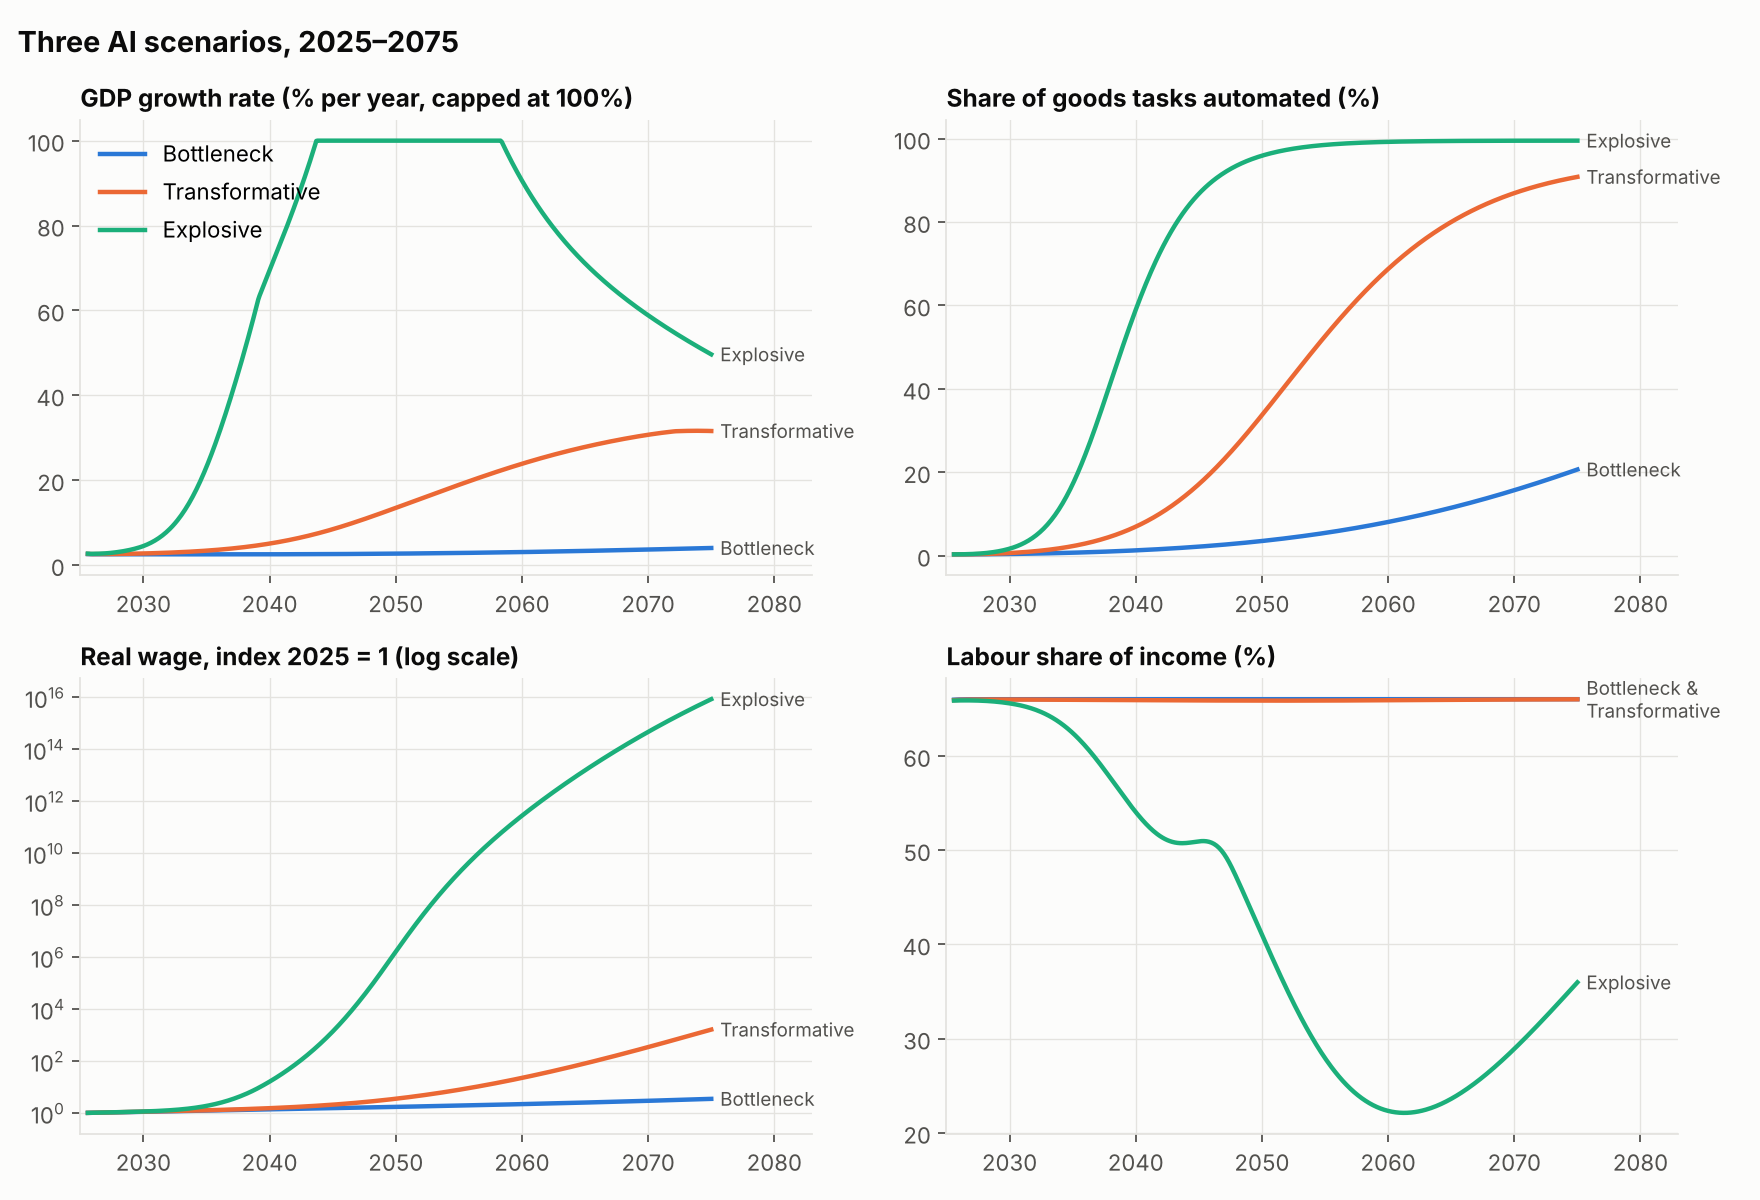 Three AI scenarios, 2025–2075
GDP growth rate (% per year, capped at 100%)
100
80
60
40
20
0
2030 2040 2050 2060 2070 2080
Bottleneck
Transformative
Explosive
Explosive
Transformative
Bottleneck
Share of goods tasks automated (%)
100
80
60
40
20
0
2030 2040 2050 2060 2070 2080
Explosive
Transformative
Bottleneck
Real wage, index 2025 = 1 (log scale)
10¹⁶
10¹⁴
10¹²
10¹⁰
10⁸
10⁶
10⁴
10²
10⁰
2030 2040 2050 2060 2070 2080
Explosive
Transformative
Bottleneck
Labour share of income (%)
60
50
40
30
20
2030 2040 2050 2060 2070 2080
Bottleneck &
Transformative
Explosive